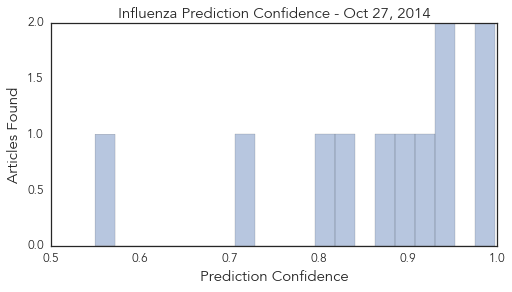 Influenza Prediction Confidence - Oct 27, 2014
2.0
1.5
1.0
0.5
0.0
Articles Found
0.5 0.6 0.7 0.8 0.9 1.0
Prediction Confidence